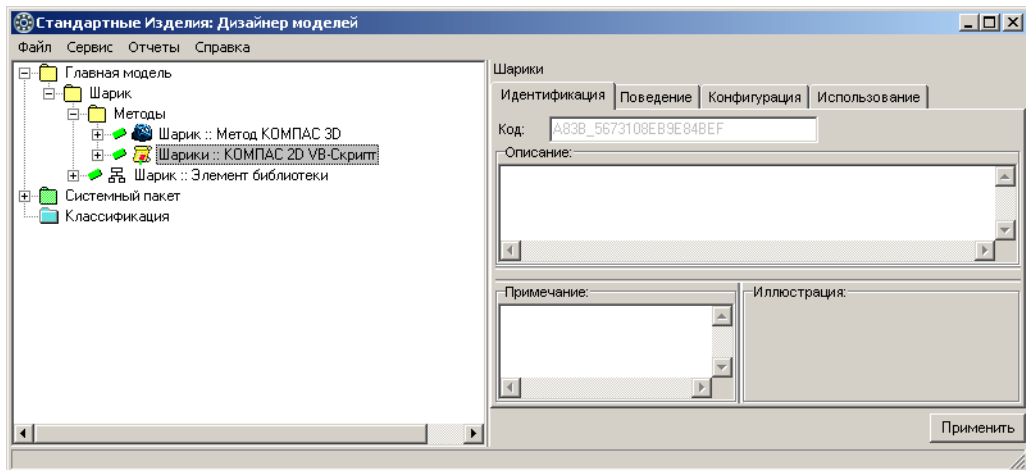 Стандартные Изделия: Дизайнер моделей
Файл Сервис Отчеты Справка
Главная модель
Шарик
Методы
Шарик :: Метод КОМПАС 3D
Шарики :: КОМПАС 2D VB-Скрипт
Шарик :: Элемент библиотеки
Системный пакет
Классификация
Шарики
Идентификация Поведение Конфигурация Использование
Код: A83B_5673108EB9E84BEF
Описание:
Примечание: Иллюстрация:
Применить